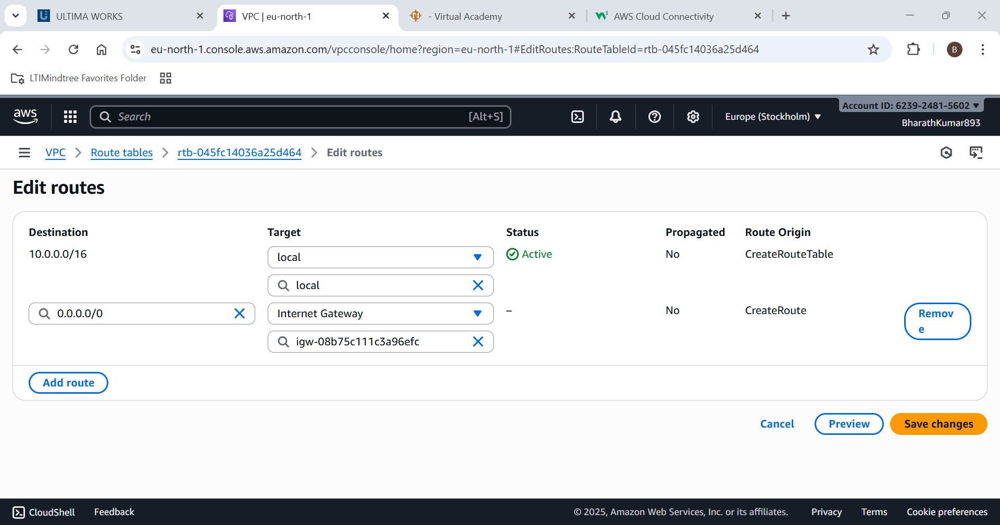 ULTIMA WORKS
VPC | eu-north-1
- Virtual Academy
AWS Cloud Connectivity
eu-north-1.console.aws.amazon.com/vpcconsole/home?region=eu-north-1#EditRoutes:RouteTableId=rtb-045fc14036a25d464
B
LTIMindtree Favorites Folder
aws
Search
[Alt+S]
Europe (Stockholm)
Account ID: 6239-2481-5602
BharathKumar893
VPC
Route tables
rtb-045fc14036a25d464
Edit routes
Edit routes
Destination Target Status Propagated Route Origin
10.0.0.0/16 local Active No CreateRouteTable
local
0.0.0.0/0 Internet Gateway – No CreateRoute Remov
e
igw-08b75c111c3a96efc
Add route
Cancel Preview Save changes
CloudShell Feedback © 2025, Amazon Web Services, Inc. or its affiliates. Privacy Terms Cookie preferences